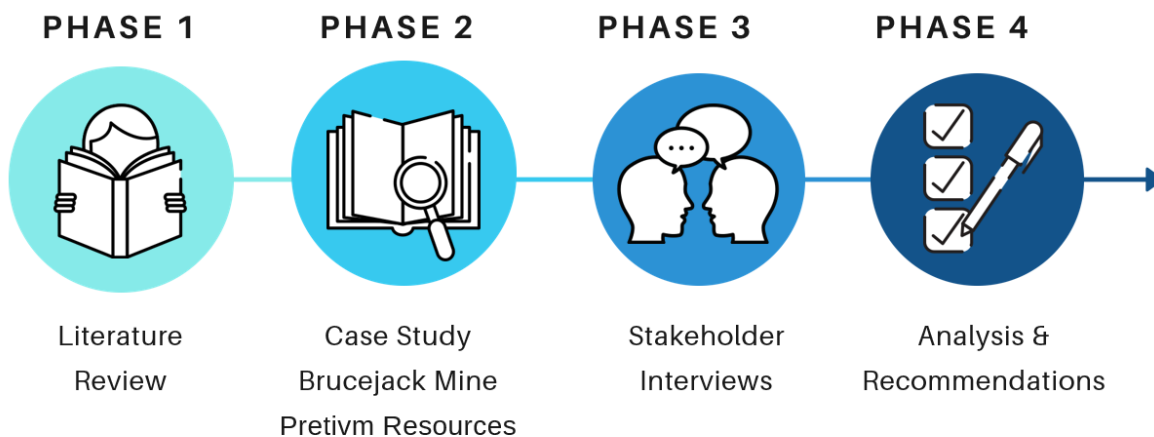 PHASE 1
PHASE 2
PHASE 3
PHASE 4
Literature
Review
Case Study
Brucejack Mine
Pretivm Resources
Stakeholder
Interviews
Analysis &
Recommendations